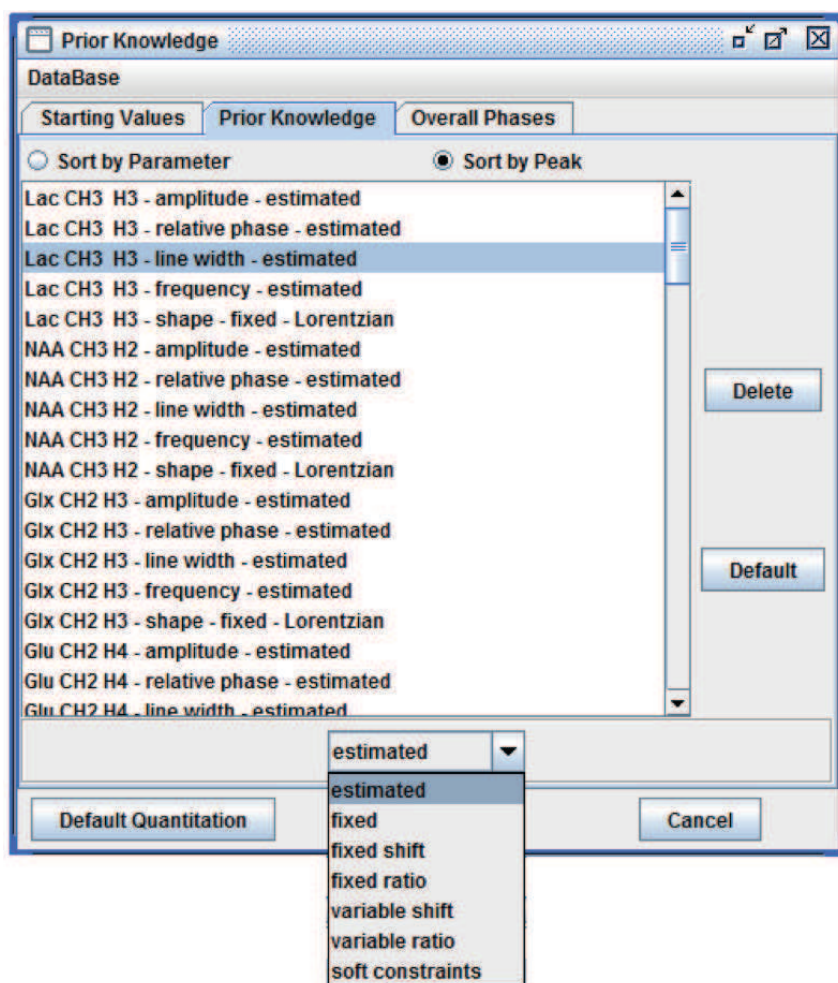 Prior Knowledge
DataBase
Starting Values Prior Knowledge Overall Phases
Sort by Parameter Sort by Peak
Lac CH3 H3 - amplitude - estimated
Lac CH3 H3 - relative phase - estimated
Lac CH3 H3 - line width - estimated
Lac CH3 H3 - frequency - estimated
Lac CH3 H3 - shape - fixed - Lorentzian
NAA CH3 H2 - amplitude - estimated
NAA CH3 H2 - relative phase - estimated
NAA CH3 H2 - line width - estimated
NAA CH3 H2 - frequency - estimated
NAA CH3 H2 - shape - fixed - Lorentzian
Glx CH2 H3 - amplitude - estimated
Glx CH2 H3 - relative phase - estimated
Glx CH2 H3 - line width - estimated
Glx CH2 H3 - frequency - estimated
Glx CH2 H3 - shape - fixed - Lorentzian
Glu CH2 H4 - amplitude - estimated
Glu CH2 H4 - relative phase - estimated
Glu CH2 H4 - line width - estimated
Delete
Default
estimated
estimated
fixed
fixed shift
fixed ratio
variable shift
variable ratio
soft constraints
Default Quantitation
Cancel